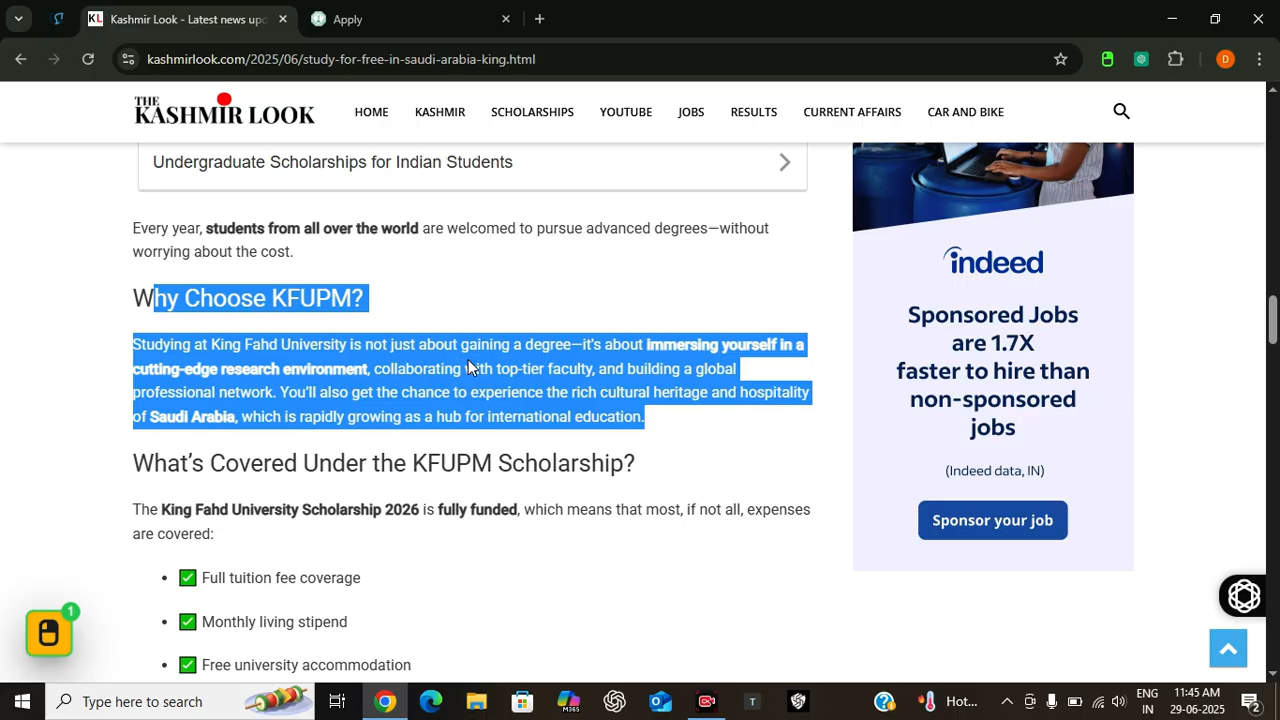 Kashmir Look - Latest news upd
Apply
kashmirlook.com/2025/06/study-for-free-in-saudi-arabia-king.html
D
THE
KASHMIR LOOK
HOME KASHMIR SCHOLARSHIPS YOUTUBE JOBS RESULTS CURRENT AFFAIRS CAR AND BIKE
Undergraduate Scholarships for Indian Students
Every year, students from all over the world are welcomed to pursue advanced degrees—without
worrying about the cost.
Why Choose KFUPM?
Studying at King Fahd University is not just about gaining a degree—it's about immersing yourself in a
cutting-edge research environment, collaborating with top-tier faculty, and building a global
professional network. You'll also get the chance to experience the rich cultural heritage and hospitality
of Saudi Arabia, which is rapidly growing as a hub for international education.
What's Covered Under the KFUPM Scholarship?
The King Fahd University Scholarship 2026 is fully funded, which means that most, if not all, expenses
are covered:
• ✅ Full tuition fee coverage
• ✅ Monthly living stipend
• ✅ Free university accommodation
indeed
Sponsored Jobs
are 1.7X
faster to hire than
non-sponsored
jobs
(Indeed data, IN)
Sponsor your job
1
Type here to search
M365
T
Hot...
ENG
IN
11:45 AM
29-06-2025
2